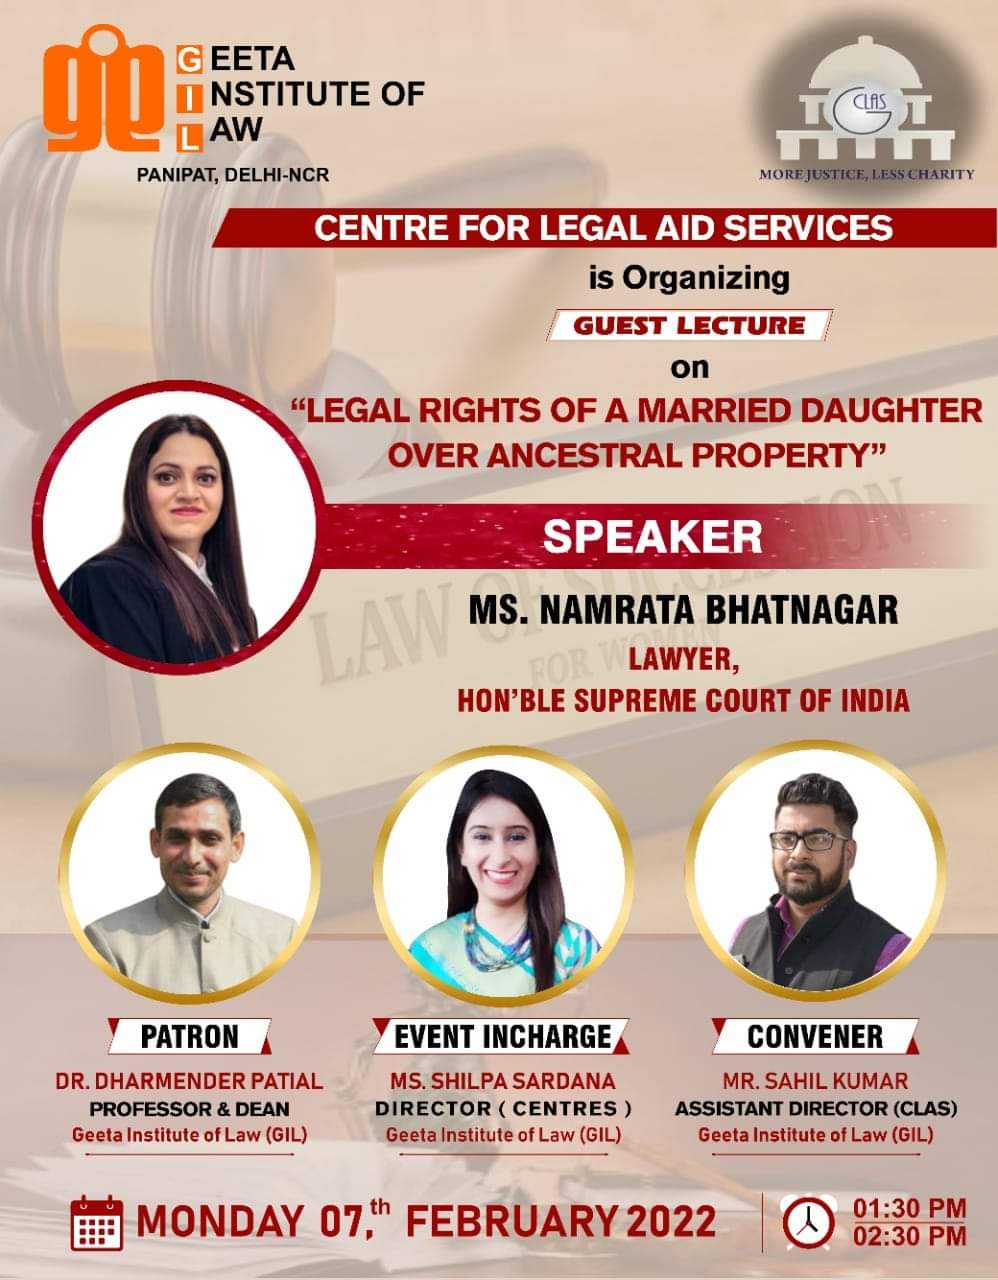 GEETA
INSTITUTE OF
LAW
PANIPAT, DELHI-NCR
CLAS
MORE JUSTICE, LESS CHARITY
CENTRE FOR LEGAL AID SERVICES
is Organizing
GUEST LECTURE
on
“LEGAL RIGHTS OF A MARRIED DAUGHTER
OVER ANCESTRAL PROPERTY”
SPEAKER
LAW OF SUCCESSION
FOR WOMEN
MS. NAMRATA BHATNAGAR
LAWYER,
HON’BLE SUPREME COURT OF INDIA
PATRON
DR. DHARMENDER PATIAL
PROFESSOR & DEAN
Geeta Institute of Law (GIL)
EVENT INCHARGE
MS. SHILPA SARDANA
DIRECTOR ( CENTRES )
Geeta Institute of Law (GIL)
CONVENER
MR. SAHIL KUMAR
ASSISTANT DIRECTOR (CLAS)
Geeta Institute of Law (GIL)
MONDAY 07,th FEBRUARY 2022
01:30 PM
02:30 PM